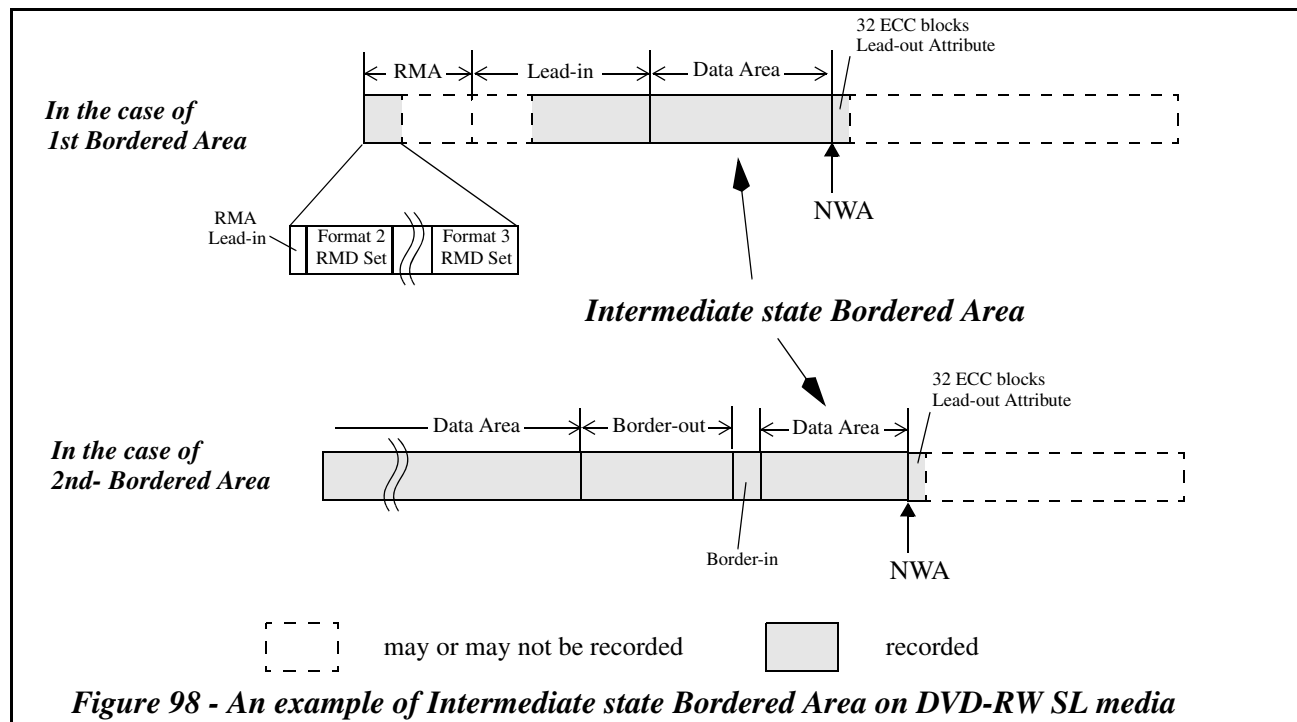 32 ECC blocks
Lead-out Attribute
RMA
Lead-in
Data Area
In the case of
1st Bordered Area
NWA
RMA
Lead-in
Format 2
RMD Set
Format 3
RMD Set
Intermediate state Bordered Area
32 ECC blocks
Lead-out Attribute
Data Area
Border-out
Data Area
In the case of
2nd- Bordered Area
Border-in
NWA
may or may not be recorded
recorded
Figure 98 - An example of Intermediate state Bordered Area on DVD-RW SL media